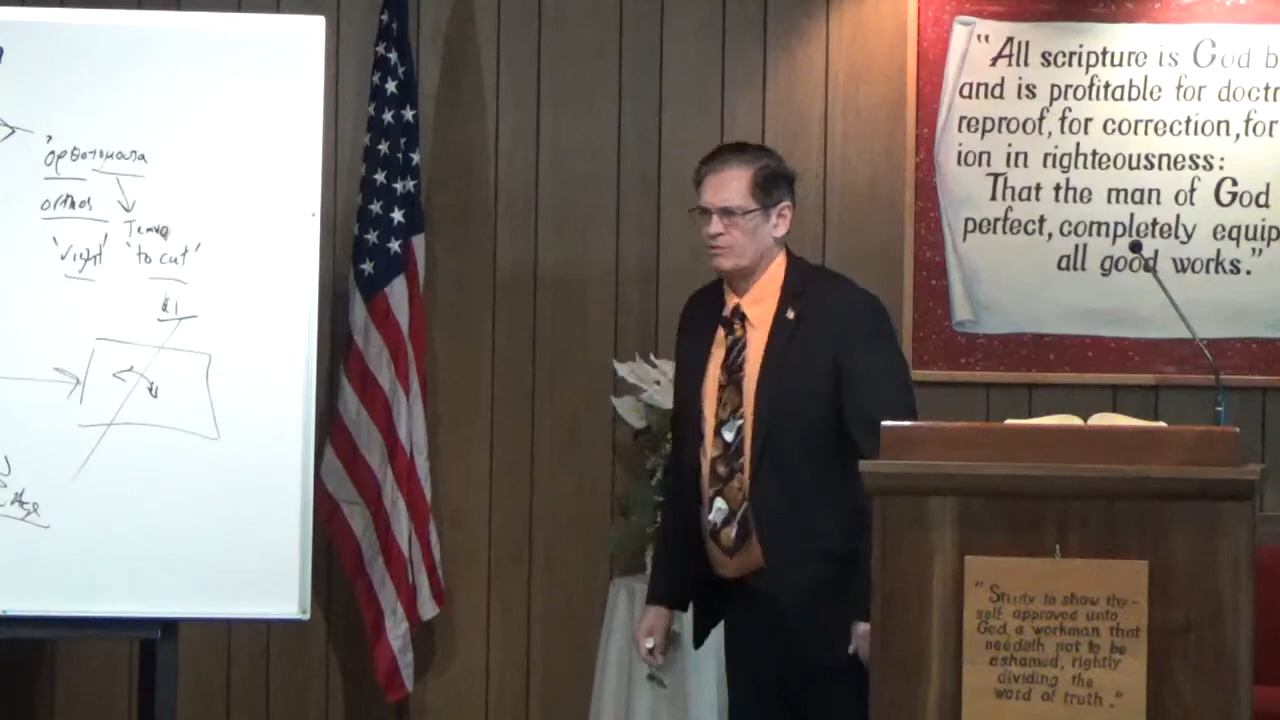 orthos
'right' 'to cut'
Age
"All scripture is God b
and is profitable for doctr
reproof, for correction, for
ion in righteousness:
That the man of God
perfect, completely equip
all good works."
"Study to show thy-
self approved unto
God, a workman that
needeth not to be
ashamed, rightly
dividing the
word of truth."